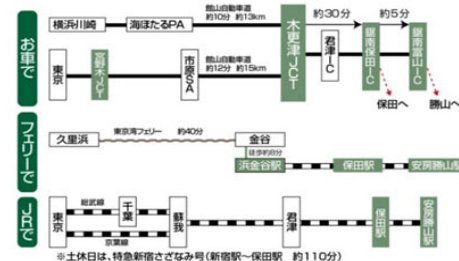 お車で
横浜川崎
海ほたるPA
館山自動車道
約10分 約13km
木更津JCT
約30分
約5分
君津IC
鋸南保田IC
鋸南富山IC
東京
宮野木JCT
市原SA
館山自動車道
約12分 約15km
保田へ
勝山へ
フェリーで
久里浜
東京湾フェリー 約40分
金谷
徒歩約8分
浜金谷駅
保田駅
安房勝山駅
JRで
東京
総武線
千葉
京葉線
蘇我
君津
保田駅
安房勝山駅
※土休日は、特急新宿さざなみ号(新宿駅～保田駅 約110分)